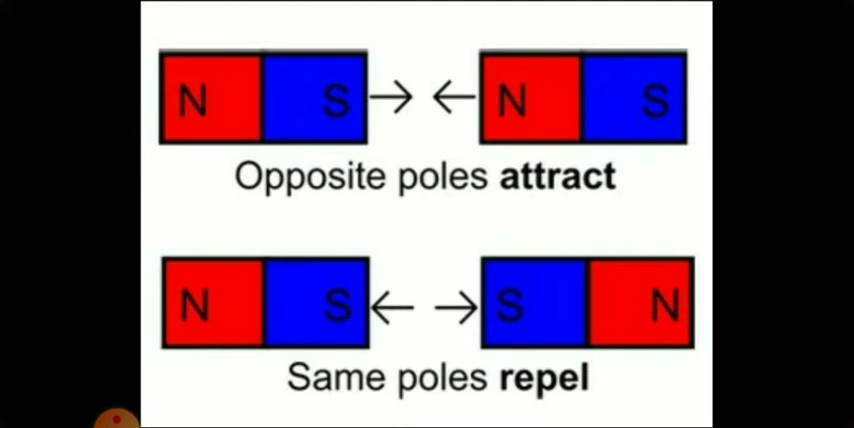 N S N S
Opposite poles attract
N S S N
Same poles repel